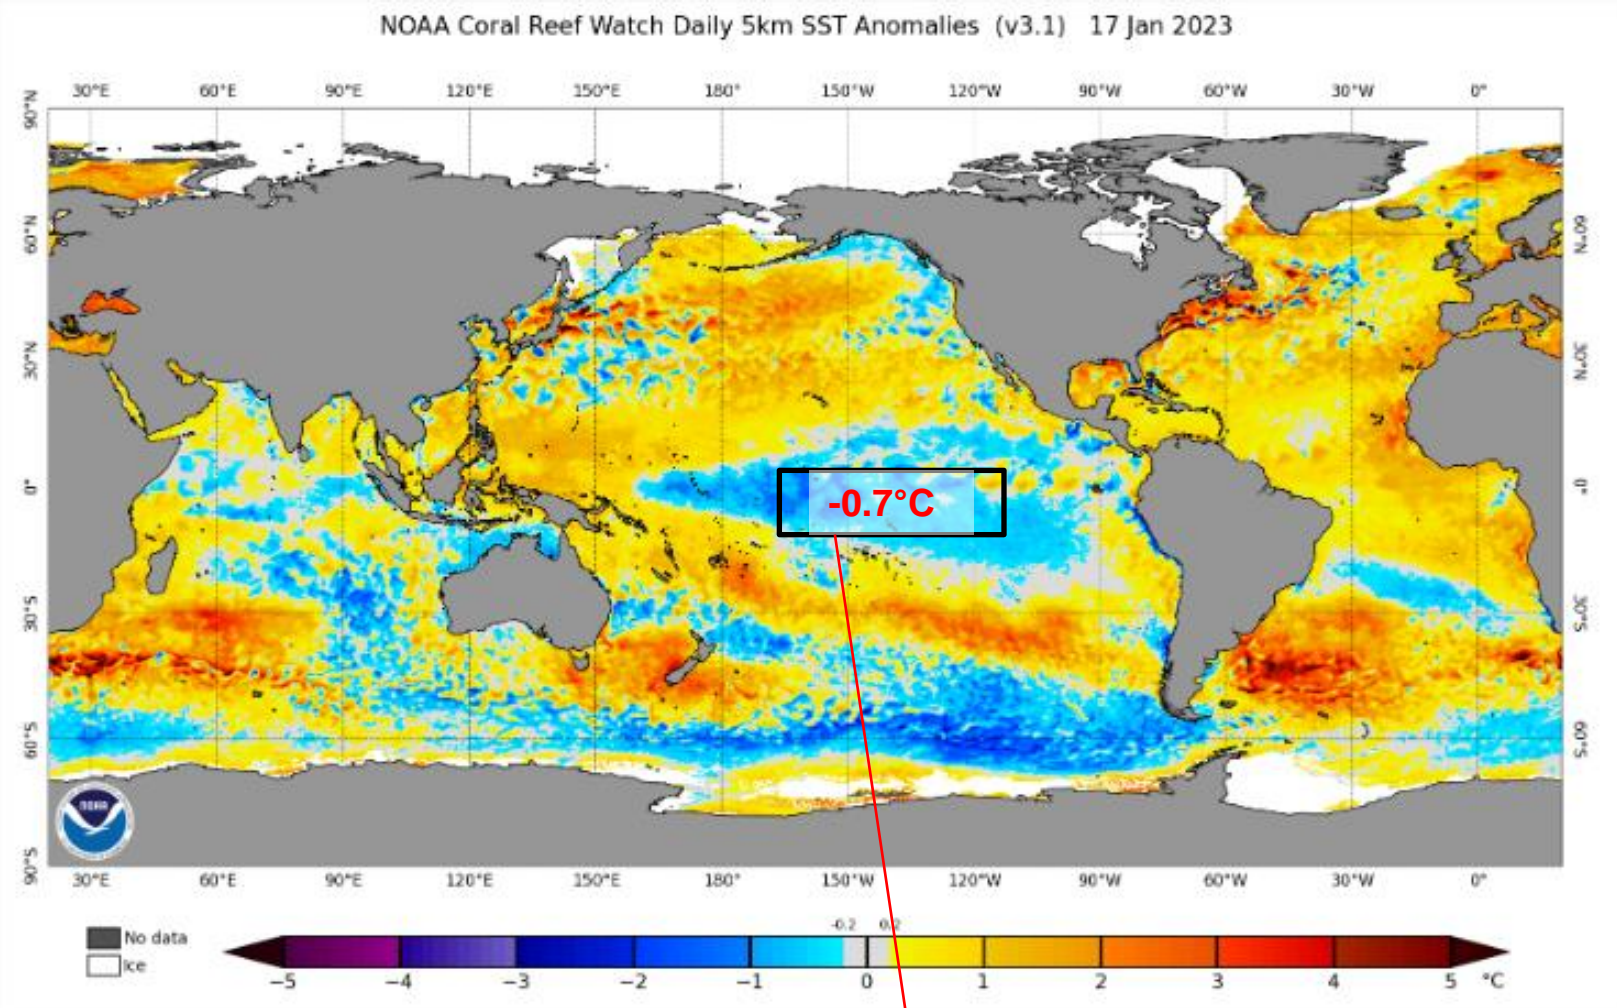 NOAA Coral Reef Watch Daily 5km SST Anomalies (v3.1) 17 Jan 2023
30°E 60°E 90°E 120°E 150°E 180° 150°W 120°W 90°W 60°W 30°W 0°
90°N
60°N 60°N
30°N 30°N
0° 0°
-0.7°C
30°S 30°S
60°S 60°S
NOAA
90°S
30°E 60°E 90°E 120°E 150°E 180° 150°W 120°W 90°W 60°W 30°W 0°
-0.2 0.2
No data
Ice
−5 −4 −3 −2 −1 0 1 2 3 4 5 °C